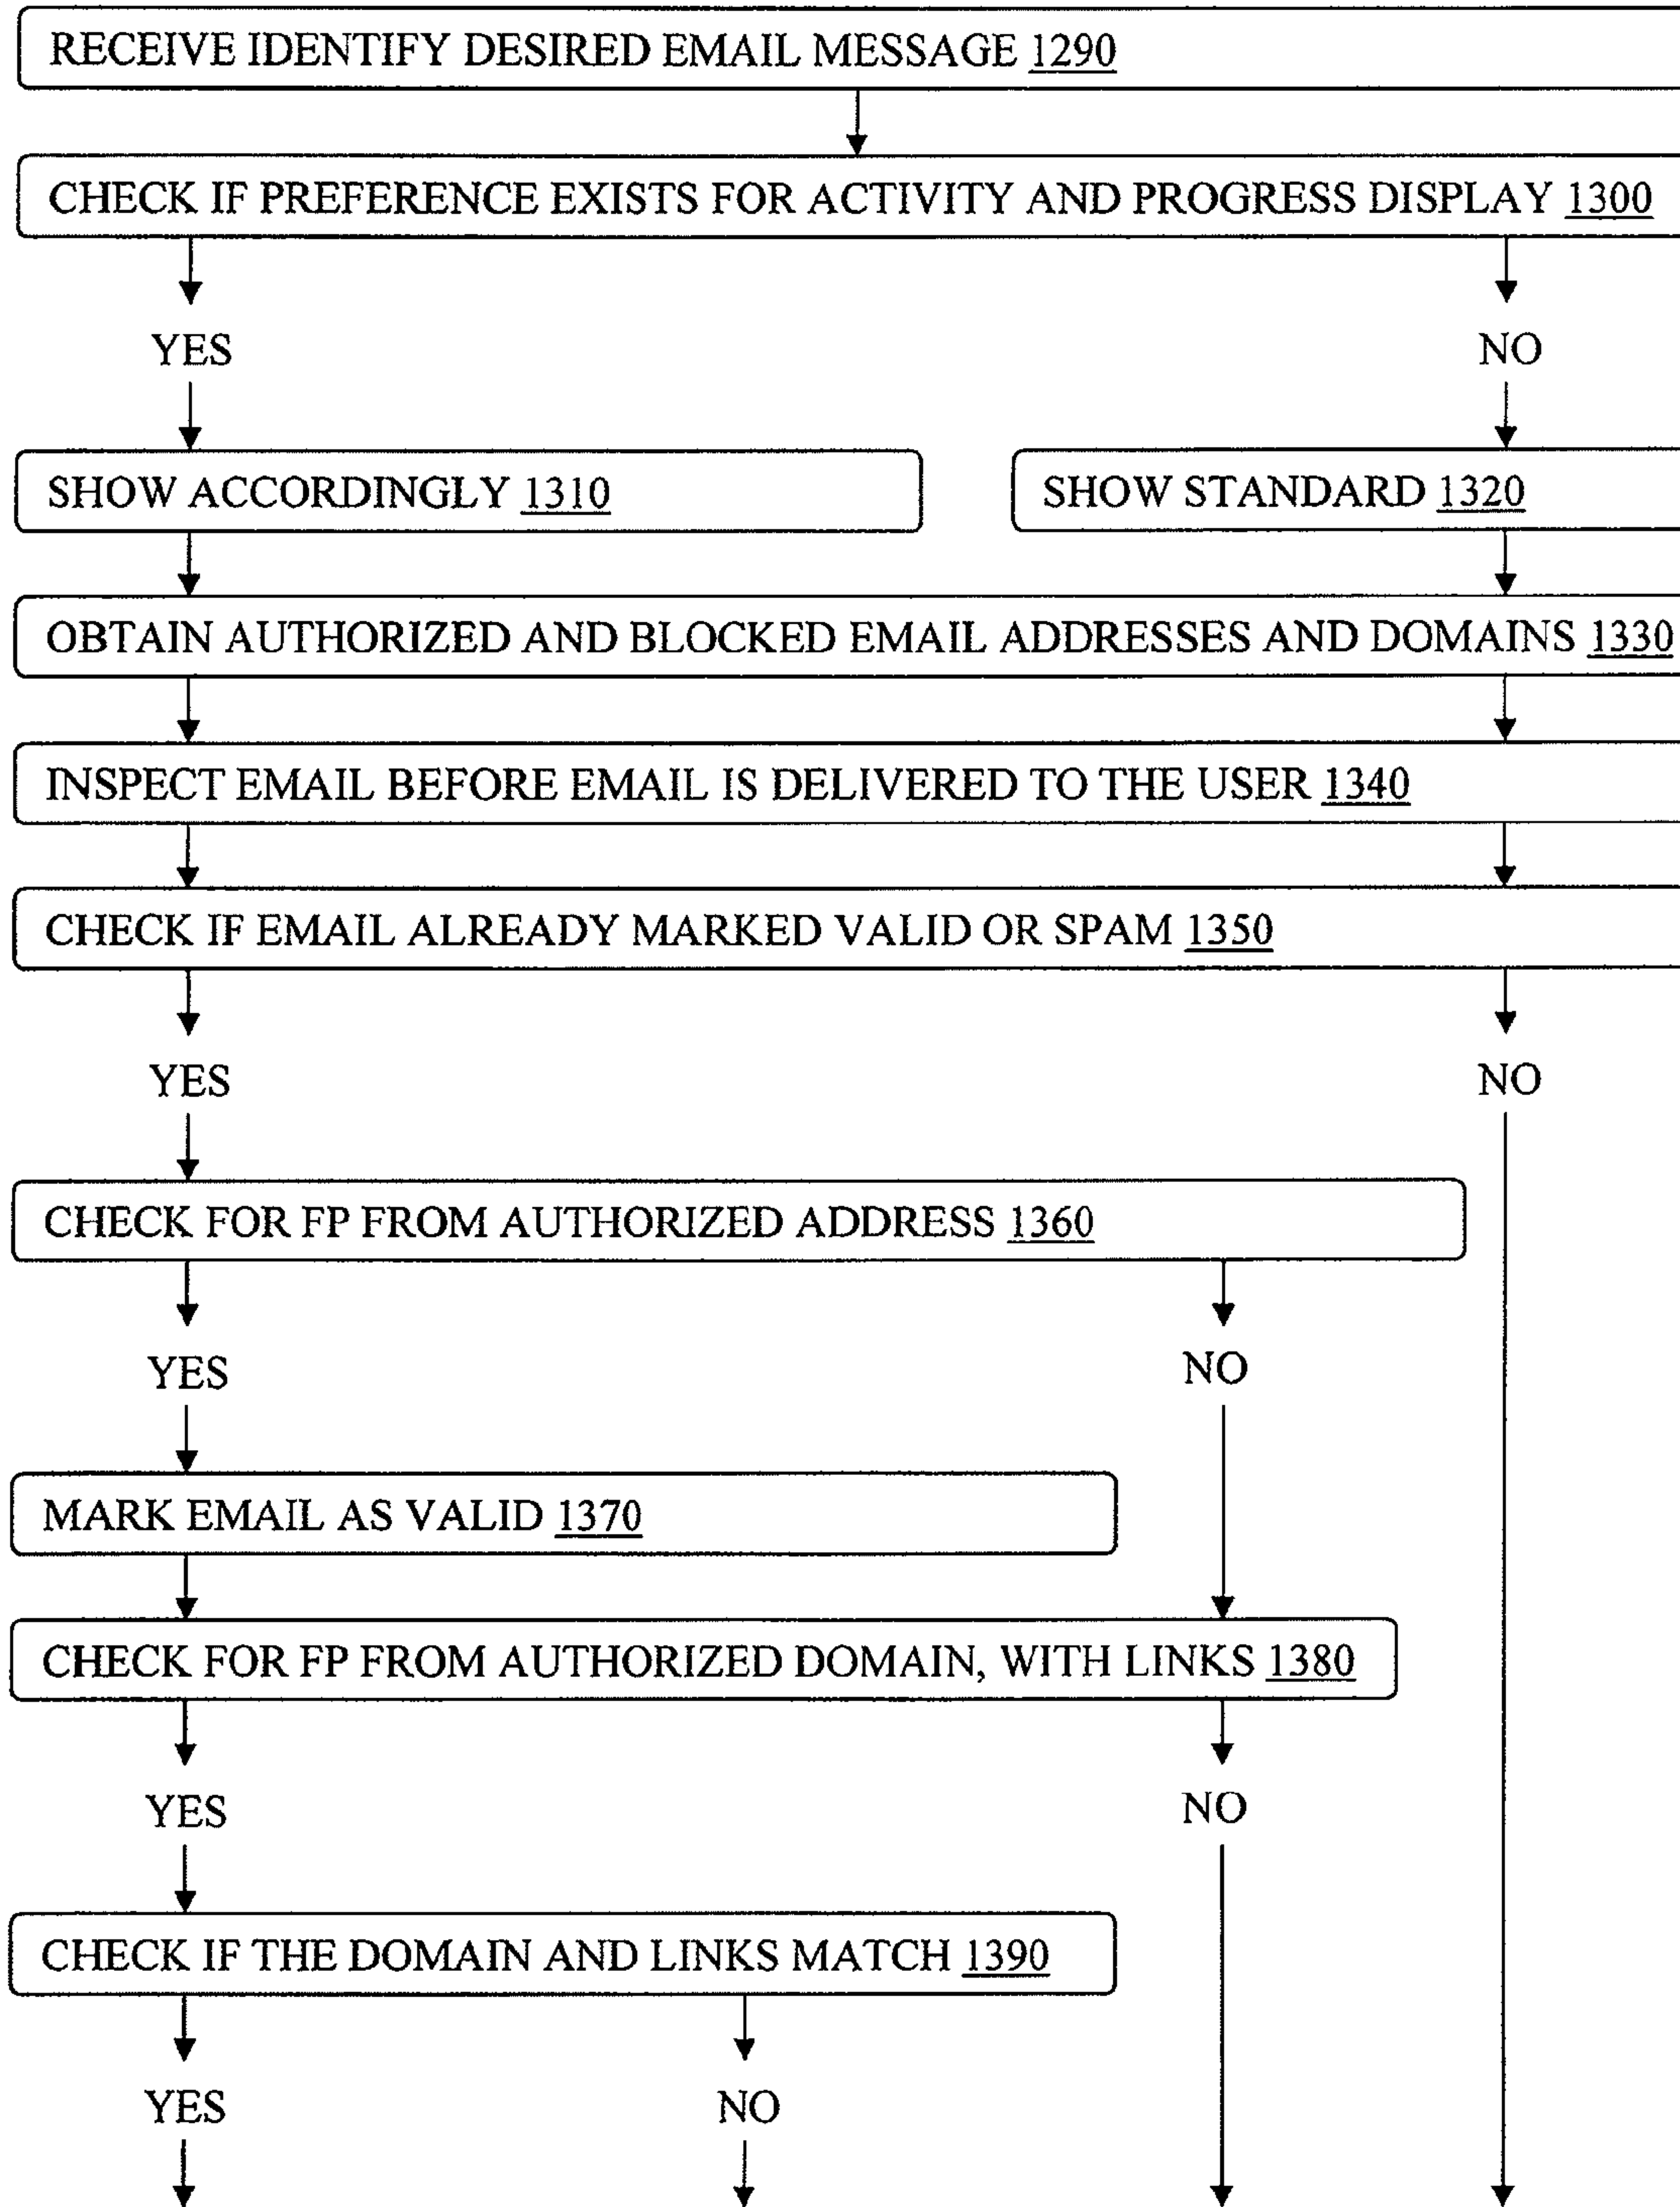 RECEIVE IDENTIFY DESIRED EMAIL MESSAGE 1290
CHECK IF PREFERENCE EXISTS FOR ACTIVITY AND PROGRESS DISPLAY 1300
YES
NO
SHOW ACCORDINGLY 1310
SHOW STANDARD 1320
OBTAIN AUTHORIZED AND BLOCKED EMAIL ADDRESSES AND DOMAINS 1330
INSPECT EMAIL BEFORE EMAIL IS DELIVERED TO THE USER 1340
CHECK IF EMAIL ALREADY MARKED VALID OR SPAM 1350
YES
NO
CHECK FOR FP FROM AUTHORIZED ADDRESS 1360
YES
NO
MARK EMAIL AS VALID 1370
CHECK FOR FP FROM AUTHORIZED DOMAIN, WITH LINKS 1380
YES
NO
CHECK IF THE DOMAIN AND LINKS MATCH 1390
YES
NO